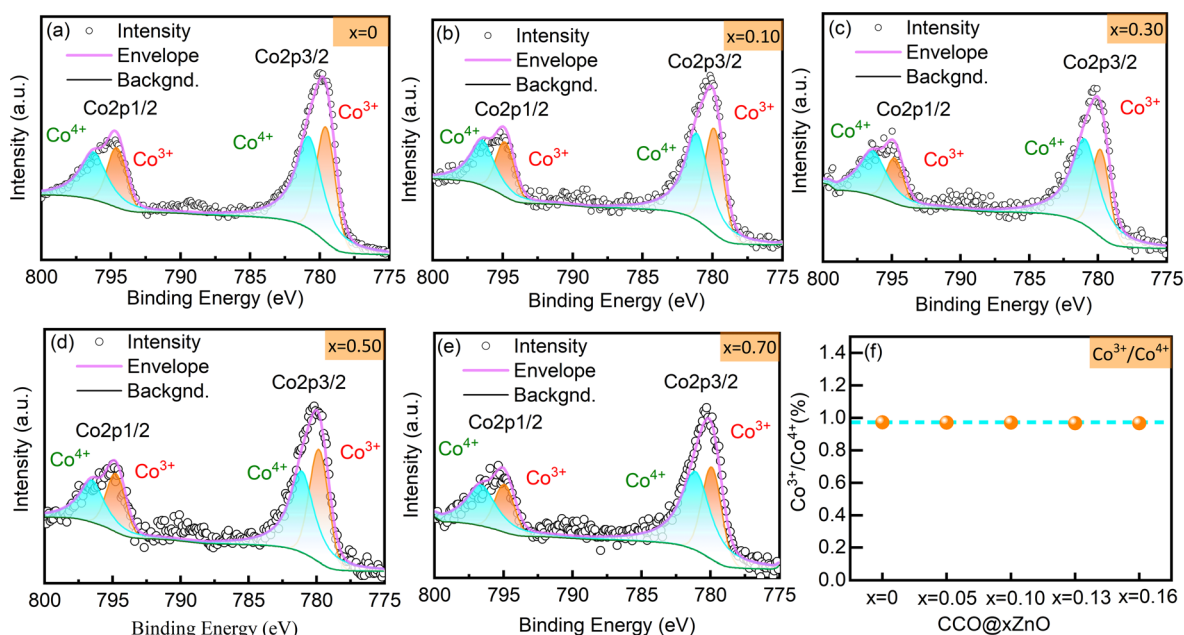 (a)
Intensity
Envelope
Backgnd.
x=0
Co2p3/2
Co2p1/2
Co⁴⁺
Co³⁺
Co⁴⁺
Co³⁺
Intensity (a.u.)
800 795 790 785 780 775
Binding Energy (eV)
(b)
Intensity
Envelope
Backgnd.
x=0.10
Co2p3/2
Co2p1/2
Co⁴⁺
Co³⁺
Co⁴⁺
Co³⁺
Intensity (a.u.)
800 795 790 785 780 775
Binding Energy (eV)
(c)
Intensity
Envelope
Backgnd.
x=0.30
Co2p3/2
Co2p1/2
Co⁴⁺
Co³⁺
Co⁴⁺
Co³⁺
Intensity (a.u.)
800 795 790 785 780 775
Binding Energy (eV)
(d)
Intensity
Envelope
Backgnd.
x=0.50
Co2p3/2
Co2p1/2
Co⁴⁺
Co³⁺
Co⁴⁺
Co³⁺
Intensity (a.u.)
800 795 790 785 780 775
Binding Energy (eV)
(e)
Intensity
Envelope
Backgnd.
x=0.70
Co2p3/2
Co2p1/2
Co⁴⁺
Co³⁺
Co⁴⁺
Co³⁺
Intensity (a.u.)
800 795 790 785 780 775
Binding Energy (eV)
(f)
Co³⁺/Co⁴⁺
Co³⁺/Co⁴⁺(%)
1.4
1.2
1.0
0.8
0.6
0.4
0.2
0.0
x=0 x=0.05 x=0.10 x=0.13 x=0.16
CCO@xZnO